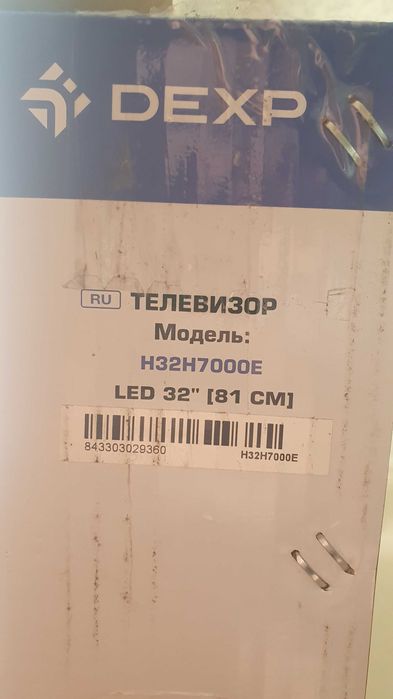 DEXP
RU ТЕЛЕВИЗОР
Модель:
H32H7000E
LED 32" [81 CM]
843303029360 H32H7000E